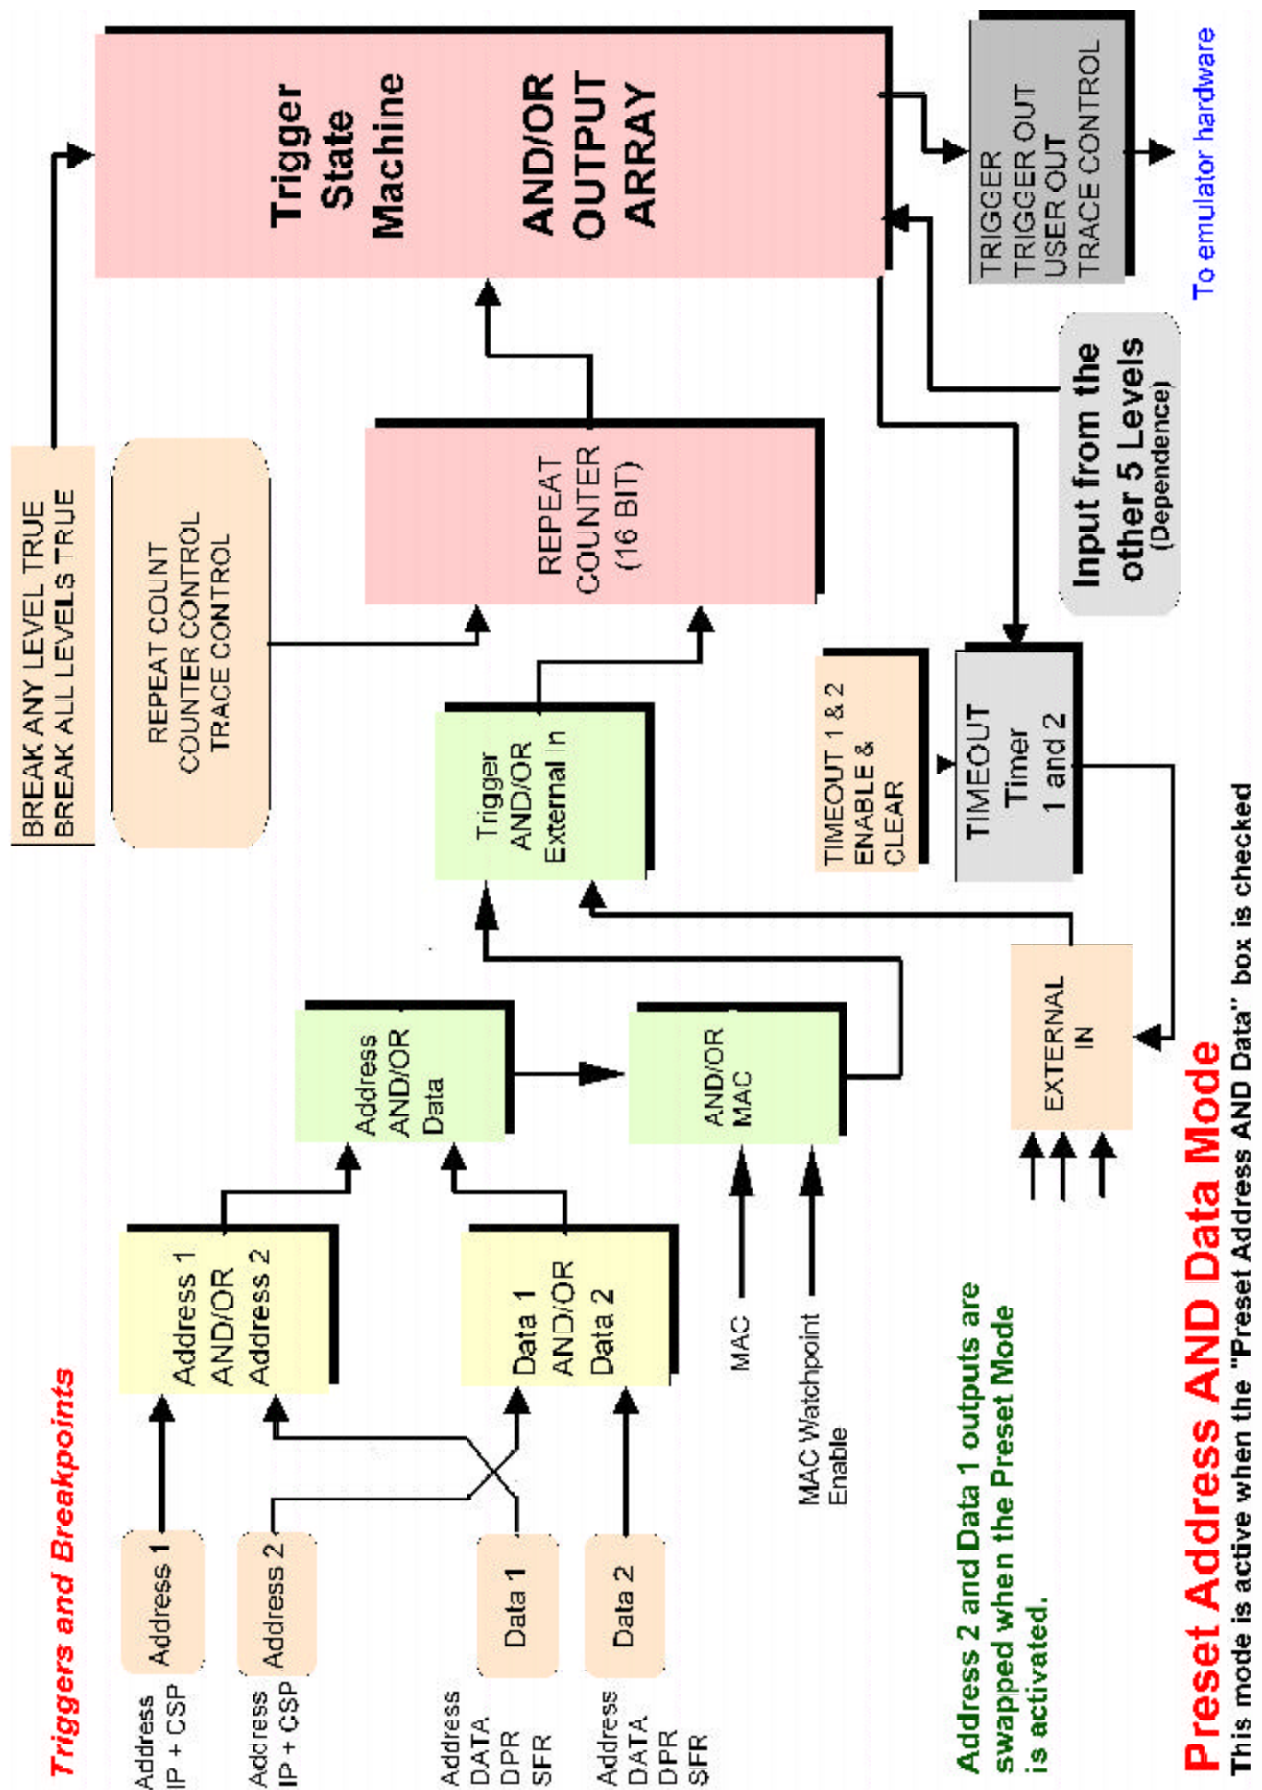 Triggers and Breakpoints
BREAK ANY LEVEL TRUE
BREAK ALL LEVELS TRUE
REPEAT COUNT
COUNTER CONTROL
TRACE CONTROL
Trigger
State
Machine
AND/OR
OUTPUT
ARRAY
Address
IP + CSP
Address 1
Address
IP + CSP
Address 2
Address
DATA
DPR
SFR
Data 1
Address
DATA
DPR
SFR
Data 2
Address 1
AND/OR
Address 2
Data 1
AND/OR
Data 2
Address
AND/OR
Data
AND/OR
MAC
MAC
MAC Watchpoint
Enable
Trigger
AND/OR
External In
REPEAT
COUNTER
(16 BIT)
TIMEOUT 1 & 2
ENABLE &
CLEAR
TIMEOUT
Timer
1 and 2
EXTERNAL
IN
Input from the
other 5 Levels
(Dependence)
TRIGGER
TRIGGER OUT
USER OUT
TRACE CONTROL
To emulator hardware
Address 2 and Data 1 outputs are
swapped when the Preset Mode
is activated.
Preset Address AND Data Mode
This mode is active when the "Preset Address AND Data" box is checked